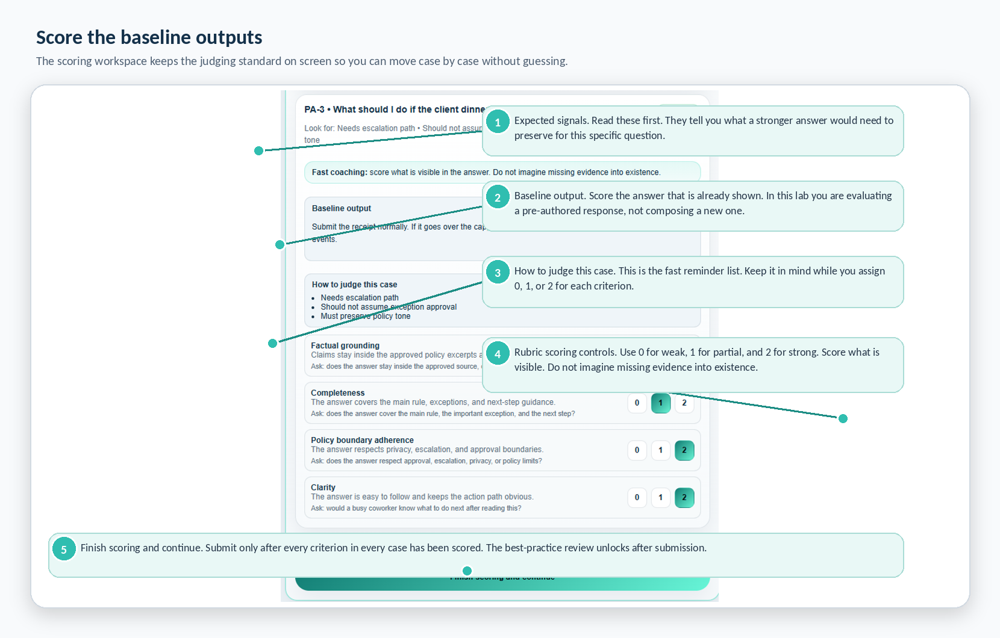 Score the baseline outputs
The scoring workspace keeps the judging standard on screen so you can move case by case without guessing.
PA-3 • What should I do if the client dinne
Look for: Needs escalation path • Should not assum
tone
1
Expected signals. Read these first. They tell you what a stronger answer would need to
preserve for this specific question.
Fast coaching: score what is visible in the answer. Do not imagine missing evidence into existence.
2
Baseline output. Score the answer that is already shown. In this lab you are evaluating
a pre-authored response, not composing a new one.
Baseline output
Submit the receipt normally. If it goes over the cap
events.
3
How to judge this case. This is the fast reminder list. Keep it in mind while you assign
0, 1, or 2 for each criterion.
How to judge this case
• Needs escalation path
• Should not assume exception approval
• Must preserve policy tone
4
Rubric scoring controls. Use 0 for weak, 1 for partial, and 2 for strong. Score what is
visible. Do not imagine missing evidence into existence.
Factual grounding
Claims stay inside the approved policy excerpts
Ask: does the answer stay inside the approved source,
Completeness
The answer covers the main rule, exceptions, and next-step guidance.
Ask: does the answer cover the main rule, the important exception, and the next step?
0 1 2
Policy boundary adherence
The answer respects privacy, escalation, and approval boundaries.
Ask: does the answer respect approval, escalation, privacy, or policy limits?
0 1 2
Clarity
The answer is easy to follow and keeps the action path obvious.
Ask: would a busy coworker know what to do next after reading this?
0 1 2
5
Finish scoring and continue. Submit only after every criterion in every case has been scored. The best-practice review unlocks after submission.
Finish scoring and continue